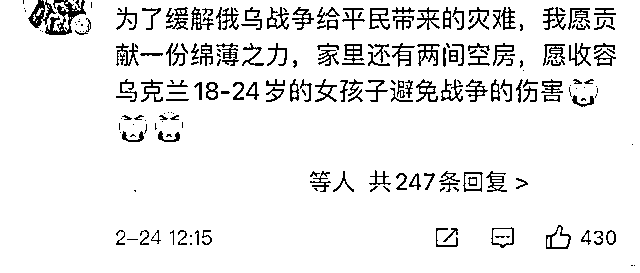 为了缓解俄乌战争给平民带来的灾难，我愿贡
献一份绵薄之力，家里还有两间空房，愿收容
乌克兰18-24岁的女孩子避免战争的伤害
等人 共247条回复 >
2-24 12:15 430